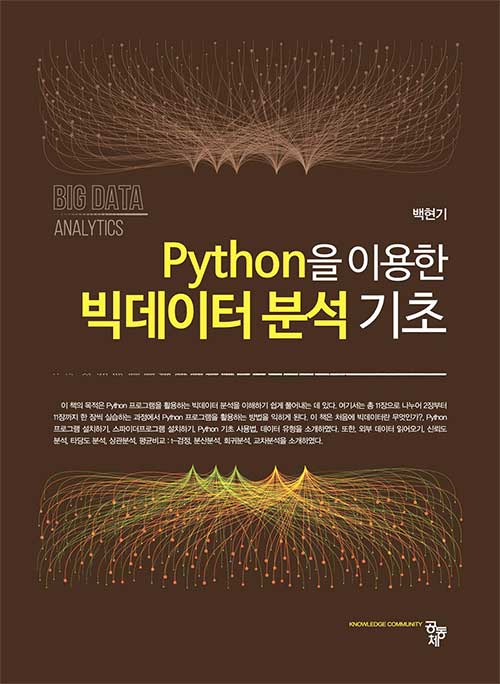 BIG DATA
ANALYTICS
백현기
Python을 이용한
빅데이터 분석 기초
이 책의 목적은 Python 프로그램을 활용하는 빅데이터 분석을 이해하기 쉽게 풀어내는 데 있다. 여기서는 총 11장으로 나누어 2장부터
11장까지 한 장씩 실습하는 과정에서 Python 프로그램을 활용하는 방법을 익히게 된다. 이 책은 처음에 빅데이터란 무엇인가?, Python
프로그램 설치하기, 스파이더프로그램 설치하기, Python 기초 사용법, 데이터 유형을 소개하였다. 또한, 외부 데이터 읽어오기, 신뢰도
분석, 타당도 분석, 상관분석, 평균비교 : t-검정, 분산분석, 회귀분석, 교차분석을 소개하였다.
KNOWLEDGE COMMUNITY
공동체